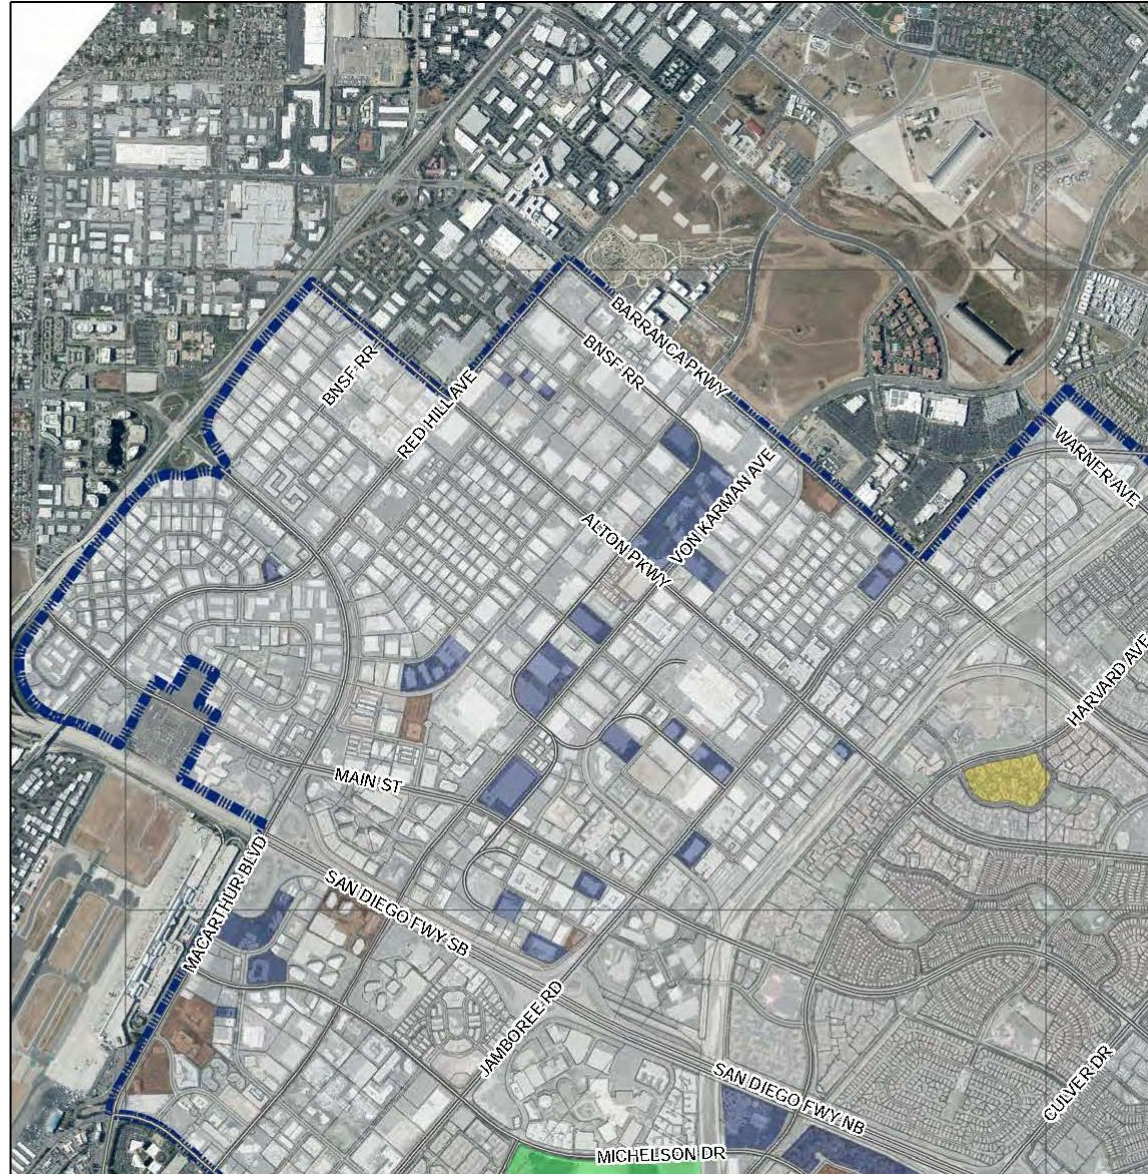 BARRANCA PKWY
BNSF RR
BNSF RR
RED HILL AVE
WARNER AVE
VON KARMAN AVE
ALTON PKWY
HARVARD AVE
MAIN ST
MACARTHUR BLVD
SAN DIEGO FWY SB
JAMBOREE RD
SAN DIEGO FWY NB
CULVER DR
MICHELSON DR